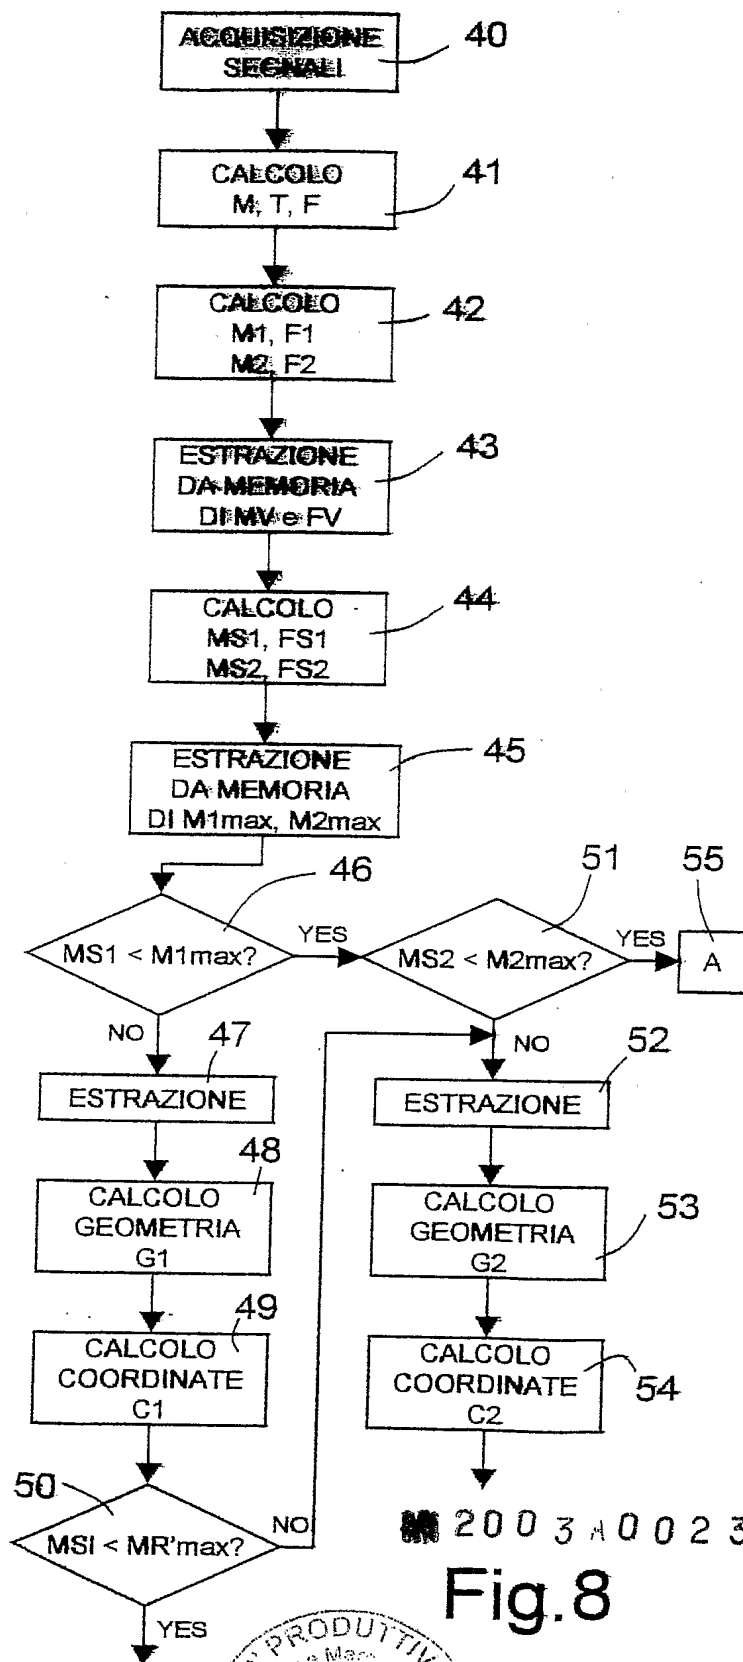 ACQUISIZIONE
SEGNALI
40
CALCOLO
M, T, F
41
CALCOLO
M1, F1
M2, F2
42
ESTRAZIONE
DA MEMORIA
DI MV e FV
43
CALCOLO
MS1, FS1
MS2, FS2
44
ESTRAZIONE
DA MEMORIA
DI M1max, M2max
45
46
MS1 < M1max?
YES
51
MS2 < M2max?
YES
55
A
NO
47
ESTRAZIONE
48
CALCOLO
GEOMETRIA
G1
49
CALCOLO
COORDINATE
C1
50
MSI < MR'max?
NO
YES
NO
52
ESTRAZIONE
CALCOLO
GEOMETRIA
G2
53
CALCOLO
COORDINATE
C2
54
2003A0023
Fig.8
PRODUTTIV